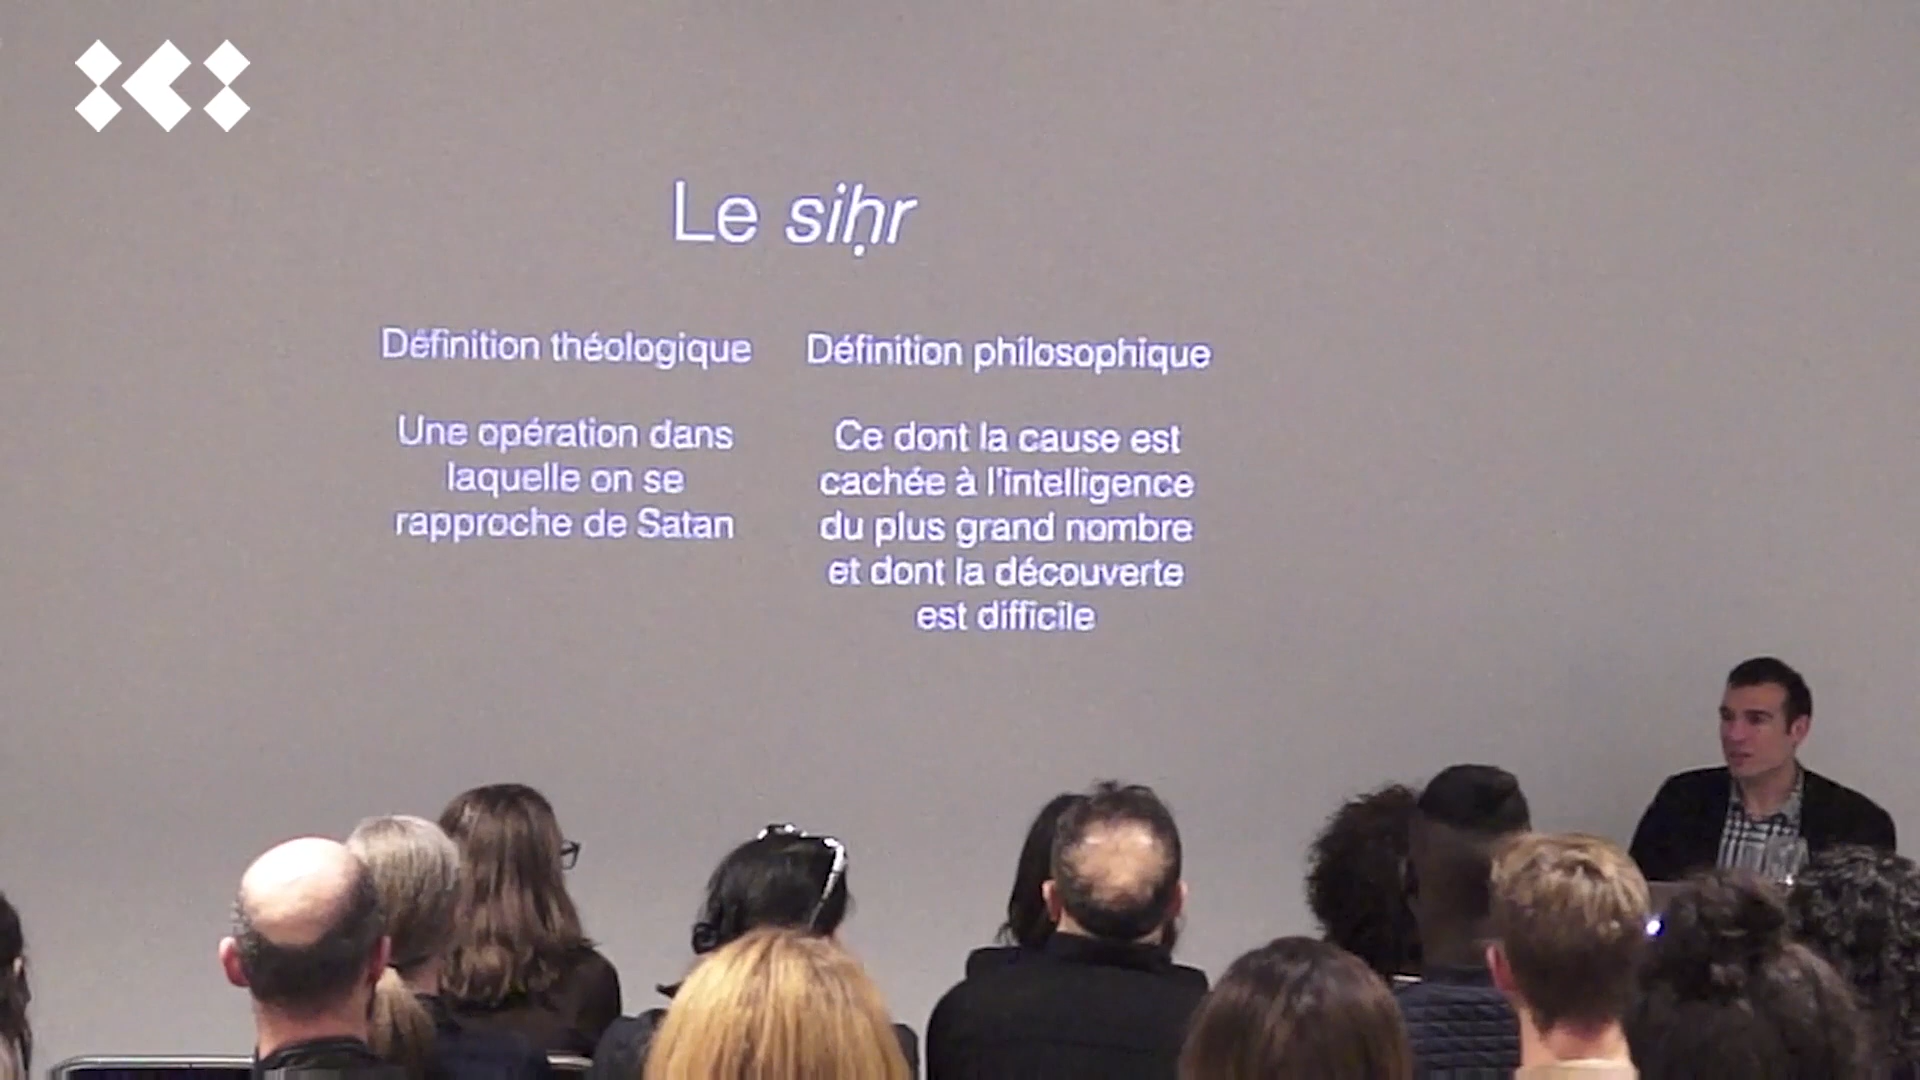 Le siḥr
Définition théologique
Une opération dans
laquelle on se
rapproche de Satan
Définition philosophique
Ce dont la cause est
cachée à l'intelligence
du plus grand nombre
et dont la découverte
est difficile